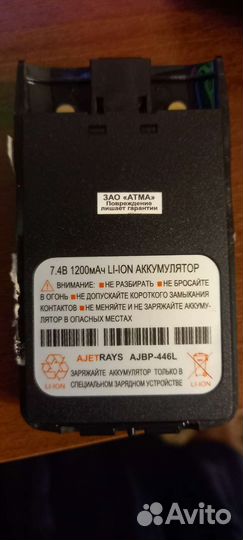 ЗАО «АТМА»
Повреждение
лишает гарантии
7.4В 1200мАч LI-ION АККУМУЛЯТОР
ВНИМАНИЕ: ■ НЕ РАЗБИРАТЬ ■ НЕ БРОСАЙТЕ
В ОГОНЬ ■ НЕ ДОПУСКАЙТЕ КОРОТКОГО ЗАМЫКАНИЯ
КОНТАКТОВ ■ НЕ МЕНЯЙТЕ И НЕ ЗАРЯЖАЙТЕ АККУМУ-
ЛЯТОР В ОПАСНЫХ МЕСТАХ
AJETRAYS AJBP-446L
ЗАРЯЖАЙТЕ АККУМУЛЯТОР ТОЛЬКО В
СПЕЦИАЛЬНОМ ЗАРЯДНОМ УСТРОЙСТВЕ
LI-ION
LI-ION
Avito